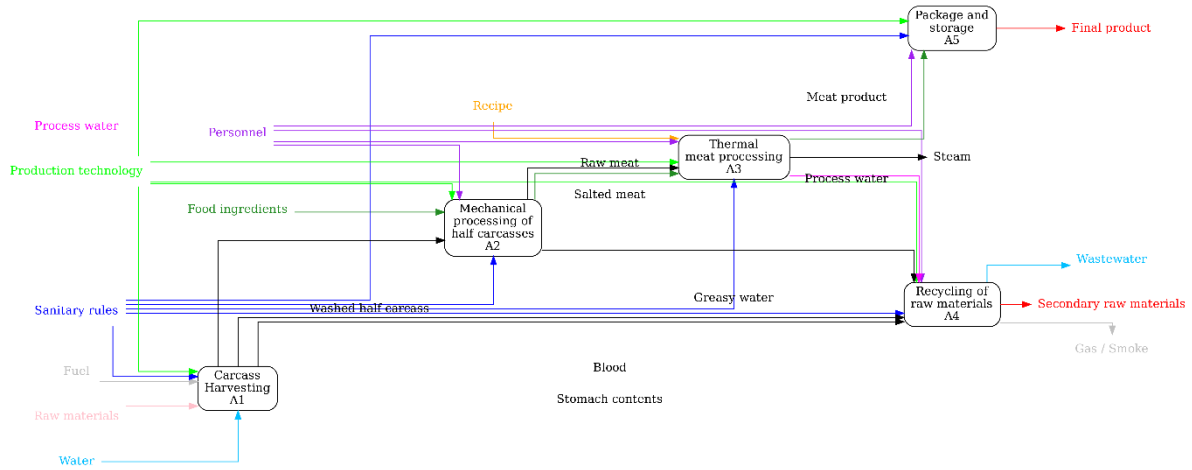 Package and
storage
A5
Final product
Meat product
Recipe
Process water
Personnel
Thermal
meat processing
A3
Steam
Raw meat
Production technology
Process water
Salted meat
Food ingredients
Mechanical
processing of
half carcasses
A2
Wastewater
Recycling of
raw materials
A4
Greasy water
Secondary raw materials
Sanitary rules
Washed half carcass
Gas / Smoke
Fuel
Carcass
Harvesting
A1
Blood
Stomach contents
Raw materials
Water